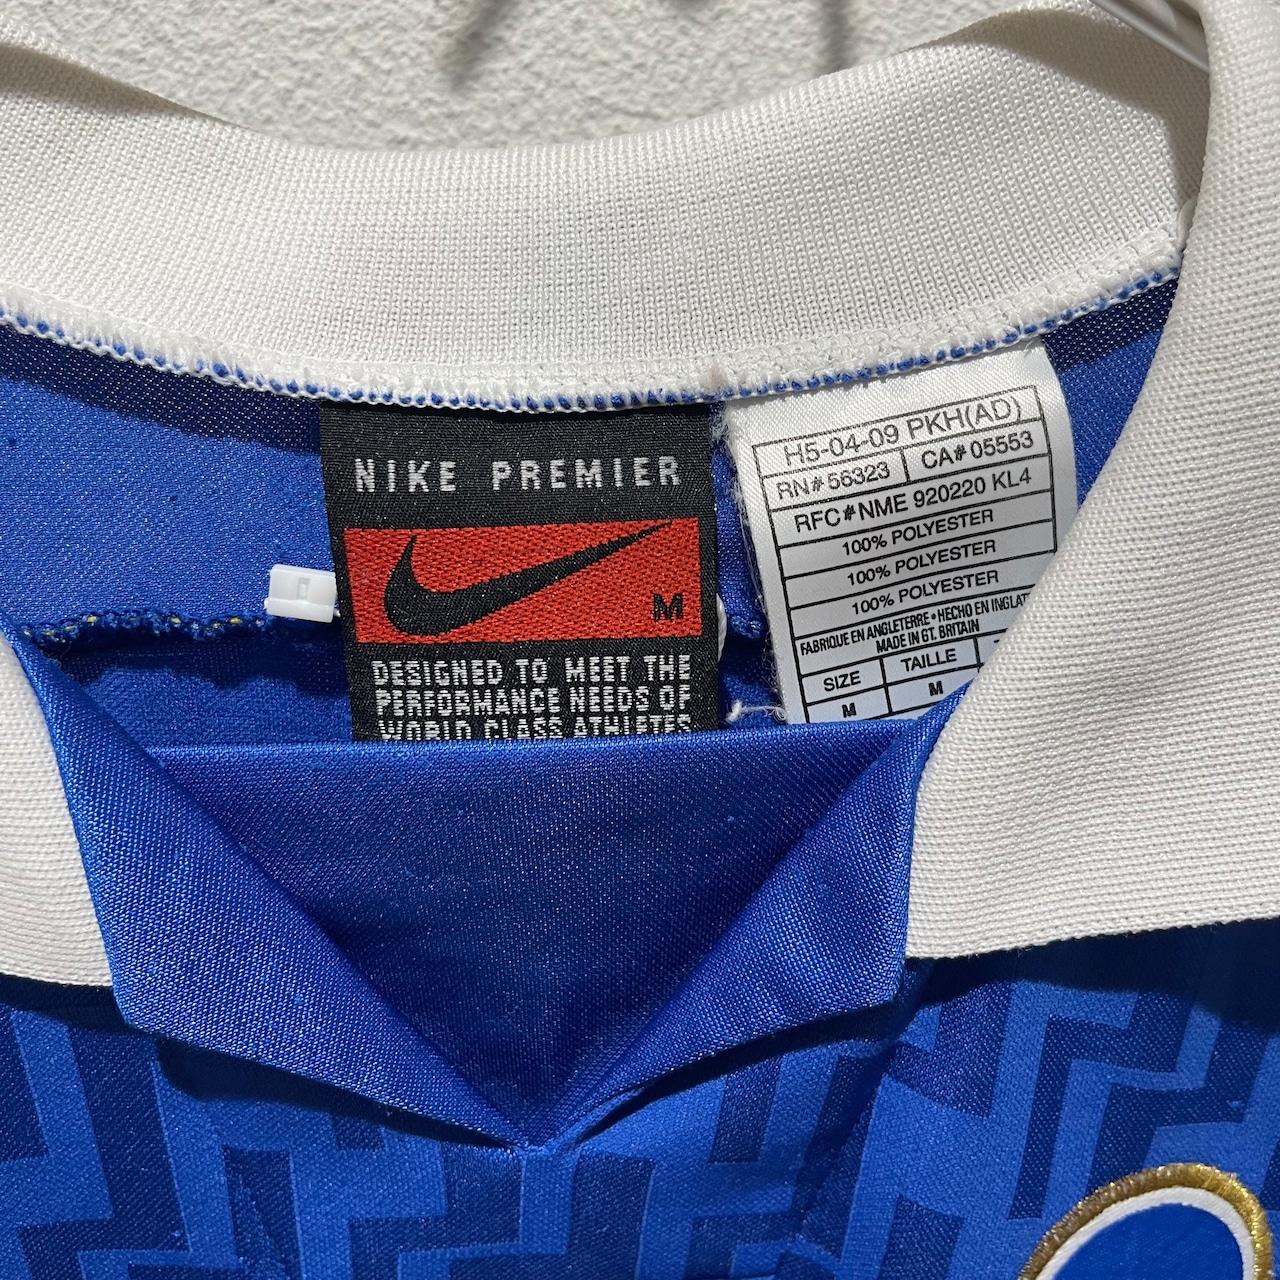 NIKE PREMIER
M
DESIGNED TO MEET THE
PERFORMANCE NEEDS OF
WORLD CLASS ATHLETES
H5-04-09 PKH(AD)
RN# 56323 CA# 05553
RFC#NME 920220 KL4
100% POLYESTER
100% POLYESTER
100% POLYESTER
FABRIQUE EN ANGLETERRE • HECHO EN INGLAT
MADE IN GT. BRITAIN
SIZE TAILLE
M M